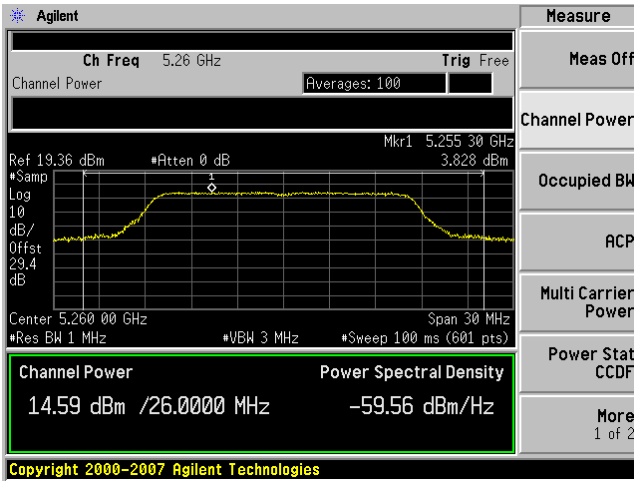 Agilent
Measure
Ch Freq 5.26 GHz Trig Free
Channel Power Averages: 100
Meas Off
Channel Power
Mkr1 5.255 30 GHz
Ref 19.36 dBm #Atten 0 dB 3.828 dBm
#Samp
Log
10
dB/
Offst
29.4
dB
1
Occupied BW
ACP
Multi Carrier
Power
Center 5.260 00 GHz Span 30 MHz
#Res BW 1 MHz #VBW 3 MHz #Sweep 100 ms (601 pts)
Power Stat
CCDF
Channel Power Power Spectral Density
14.59 dBm /26.0000 MHz -59.56 dBm/Hz
More
1 of 2
Copyright 2000-2007 Agilent Technologies